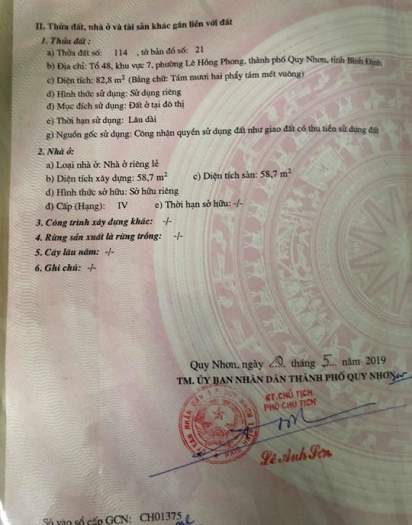 II. Thửa đất, nhà ở và tài sản khác gắn liền với đất
1. Thửa đất :
a) Thửa đất số: 114 , tờ bản đồ số: 21
b) Địa chỉ: Tổ 48, khu vực 7, phường Lê Hồng Phong, thành phố Quy Nhơn, tỉnh Bình Định
c) Diện tích: 82,8 m² (Bằng chữ: Tám mươi hai phẩy tám mét vuông)
d) Hình thức sử dụng: Sử dụng riêng
đ) Mục đích sử dụng: Đất ở tại đô thị
e) Thời hạn sử dụng: Lâu dài
g) Nguồn gốc sử dụng: Công nhận quyền sử dụng đất như giao đất có thu tiền sử dụng đất
2. Nhà ở:
a) Loại nhà ở: Nhà ở riêng lẻ
b) Diện tích xây dựng: 58,7 m² c) Diện tích sàn: 58,7 m²
d) Hình thức sở hữu: Sở hữu riêng
đ) Cấp (Hạng): IV e) Thời hạn sở hữu: -/-
3. Công trình xây dựng khác: -/-
4. Rừng sản xuất là rừng trồng: -/-
5. Cây lâu năm: -/-
6. Ghi chú: -/-
Quy Nhơn, ngày tháng 5 năm 2019
TM. ỦY BAN NHÂN DÂN THÀNH PHỐ QUY NHƠN
KT.CHỦ TỊCH
PHÓ CHỦ TỊCH
Lê Anh Sơn
Số vào sổ cấp GCN: CH01375